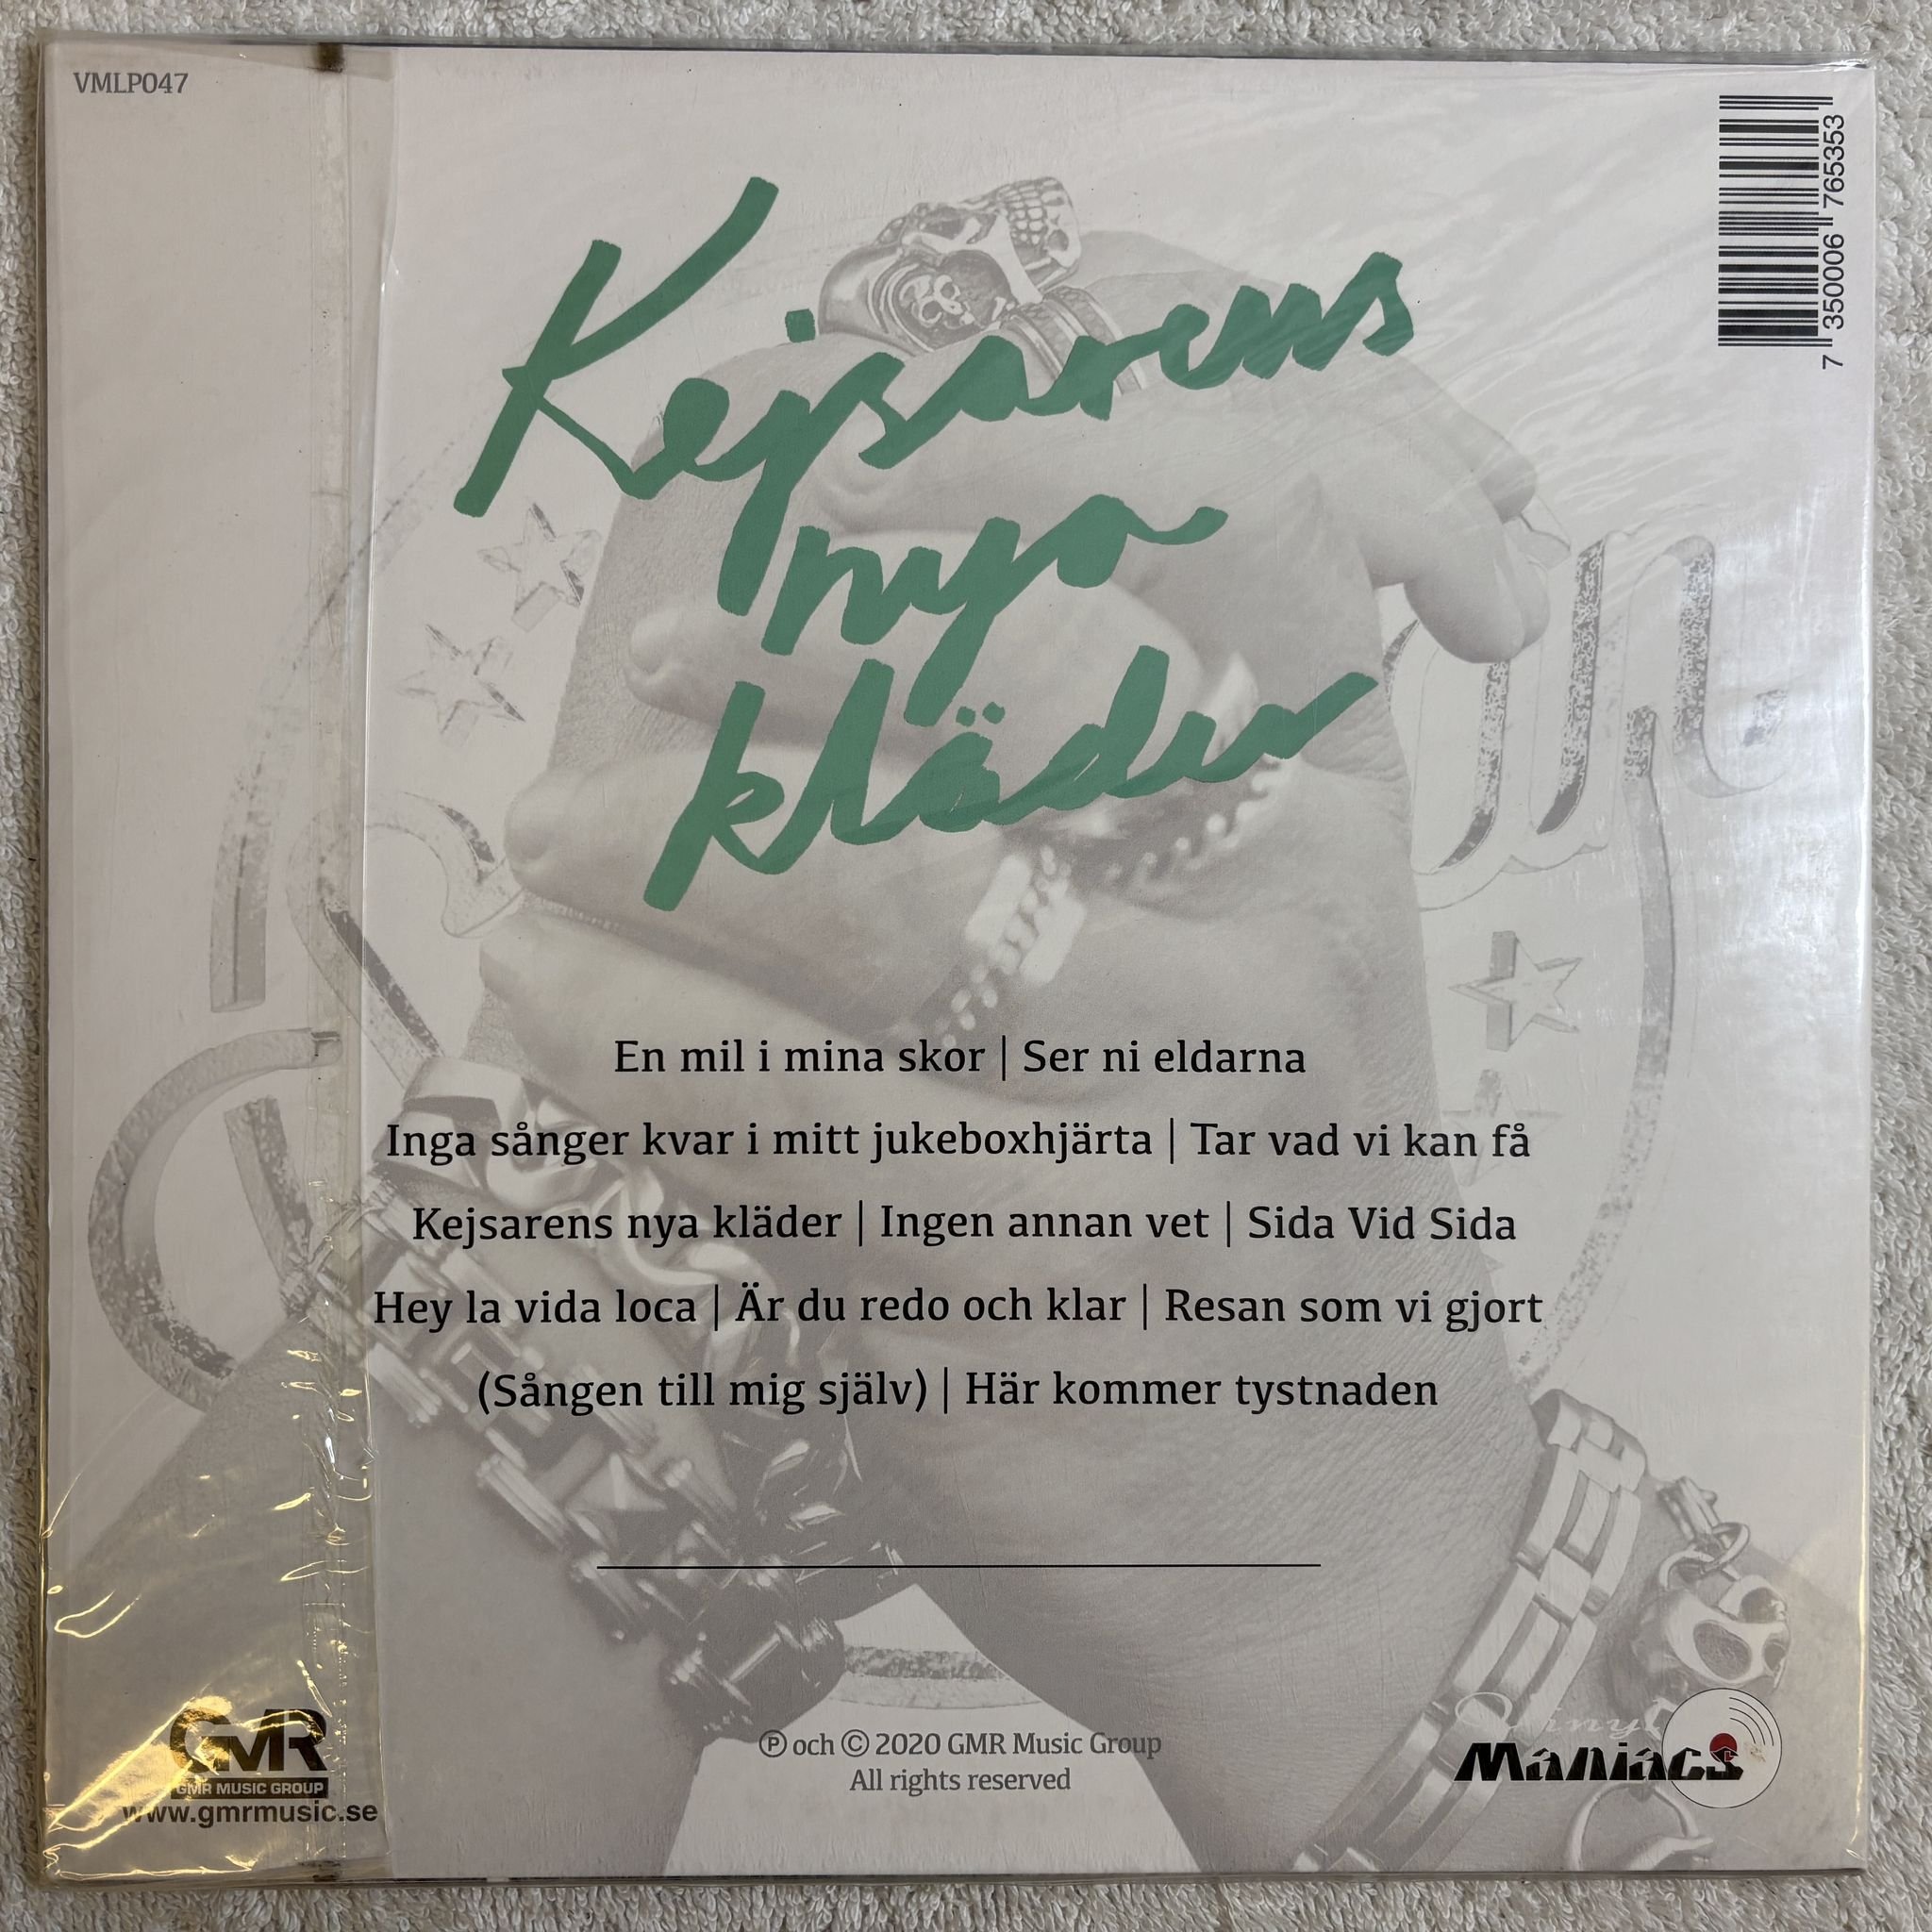 VMLP047
7 350006 765353
Kejsarens
nya
kläder
En mil i mina skor | Ser ni eldarna
Inga sånger kvar i mitt jukeboxhjärta | Tar vad vi kan få
Kejsarens nya kläder | Ingen annan vet | Sida Vid Sida
Hey la vida loca | Är du redo och klar | Resan som vi gjort
(Sången till mig själv) | Här kommer tystnaden
GMR
GMR MUSIC GROUP
www.gmrmusic.se
℗ och © 2020 GMR Music Group
All rights reserved
Vinyl
Maniacs